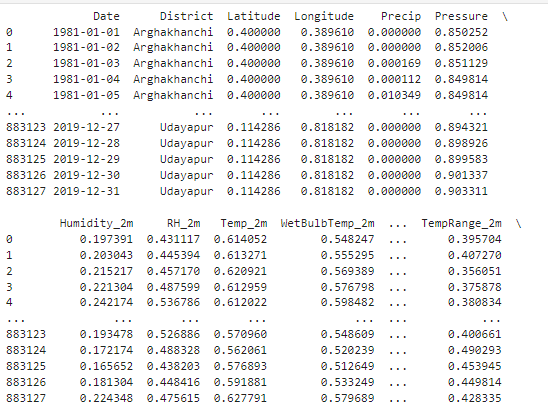 Date District Latitude Longitude Precip Pressure \
0 1981-01-01 Arghakhanchi 0.400000 0.389610 0.000000 0.850252
1 1981-01-02 Arghakhanchi 0.400000 0.389610 0.000000 0.852006
2 1981-01-03 Arghakhanchi 0.400000 0.389610 0.000169 0.851129
3 1981-01-04 Arghakhanchi 0.400000 0.389610 0.000112 0.849814
4 1981-01-05 Arghakhanchi 0.400000 0.389610 0.010349 0.849814
... ... ... ... ... ... ...
883123 2019-12-27 Udayapur 0.114286 0.818182 0.000000 0.894321
883124 2019-12-28 Udayapur 0.114286 0.818182 0.000000 0.898926
883125 2019-12-29 Udayapur 0.114286 0.818182 0.000000 0.899583
883126 2019-12-30 Udayapur 0.114286 0.818182 0.000000 0.901337
883127 2019-12-31 Udayapur 0.114286 0.818182 0.000000 0.903311
Humidity_2m RH_2m Temp_2m WetBulbTemp_2m ... TempRange_2m \
0 0.197391 0.431117 0.614052 0.548247 ... 0.395704
1 0.203043 0.445394 0.613271 0.555295 ... 0.407270
2 0.215217 0.457170 0.620921 0.569389 ... 0.356051
3 0.221304 0.487599 0.612959 0.576798 ... 0.375878
4 0.242174 0.536786 0.612022 0.598482 ... 0.380834
... ... ... ... ... ... ...
883123 0.193478 0.526886 0.570960 0.548609 ... 0.400661
883124 0.172174 0.488328 0.562061 0.520239 ... 0.490293
883125 0.165652 0.438203 0.576893 0.512649 ... 0.453945
883126 0.181304 0.448416 0.591881 0.533249 ... 0.449814
883127 0.224348 0.475615 0.627791 0.579689 ... 0.428335